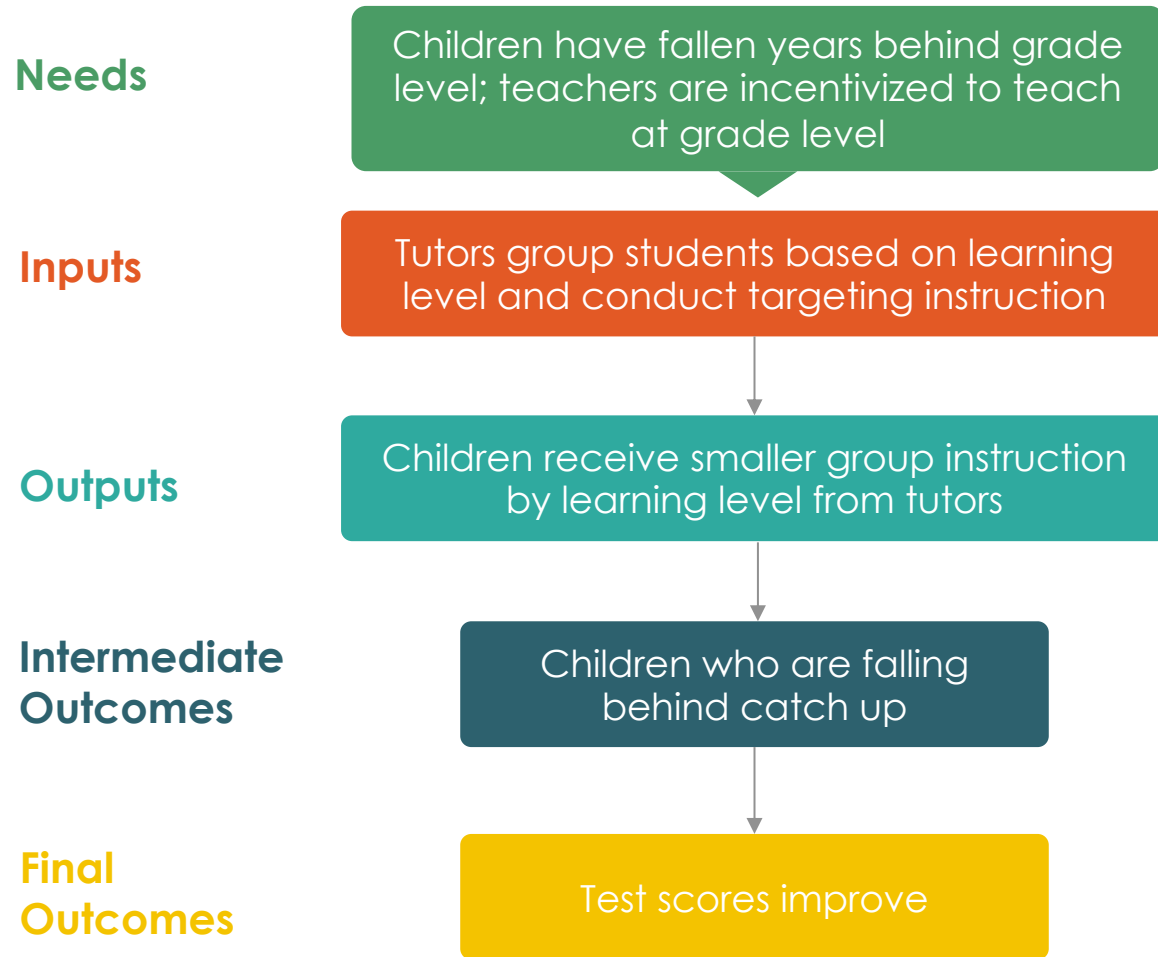 Needs
Children have fallen years behind grade
level; teachers are incentivized to teach
at grade level
Inputs
Tutors group students based on learning
level and conduct targeting instruction
Outputs
Children receive smaller group instruction
by learning level from tutors
Intermediate
Outcomes
Children who are falling
behind catch up
Final
Outcomes
Test scores improve